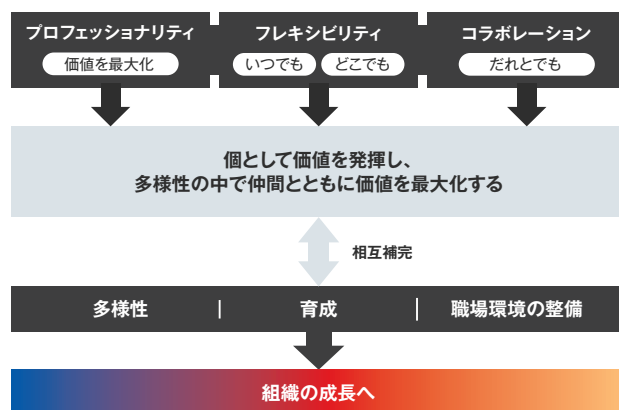 プロフェッショナリティ
価値を最大化
フレキシビリティ
いつでも
どこでも
コラボレーション
だれとでも
個として価値を発揮し、
多様性の中で仲間とともに価値を最大化する
相互補完
多様性 | 育成 | 職場環境の整備
組織の成長へ